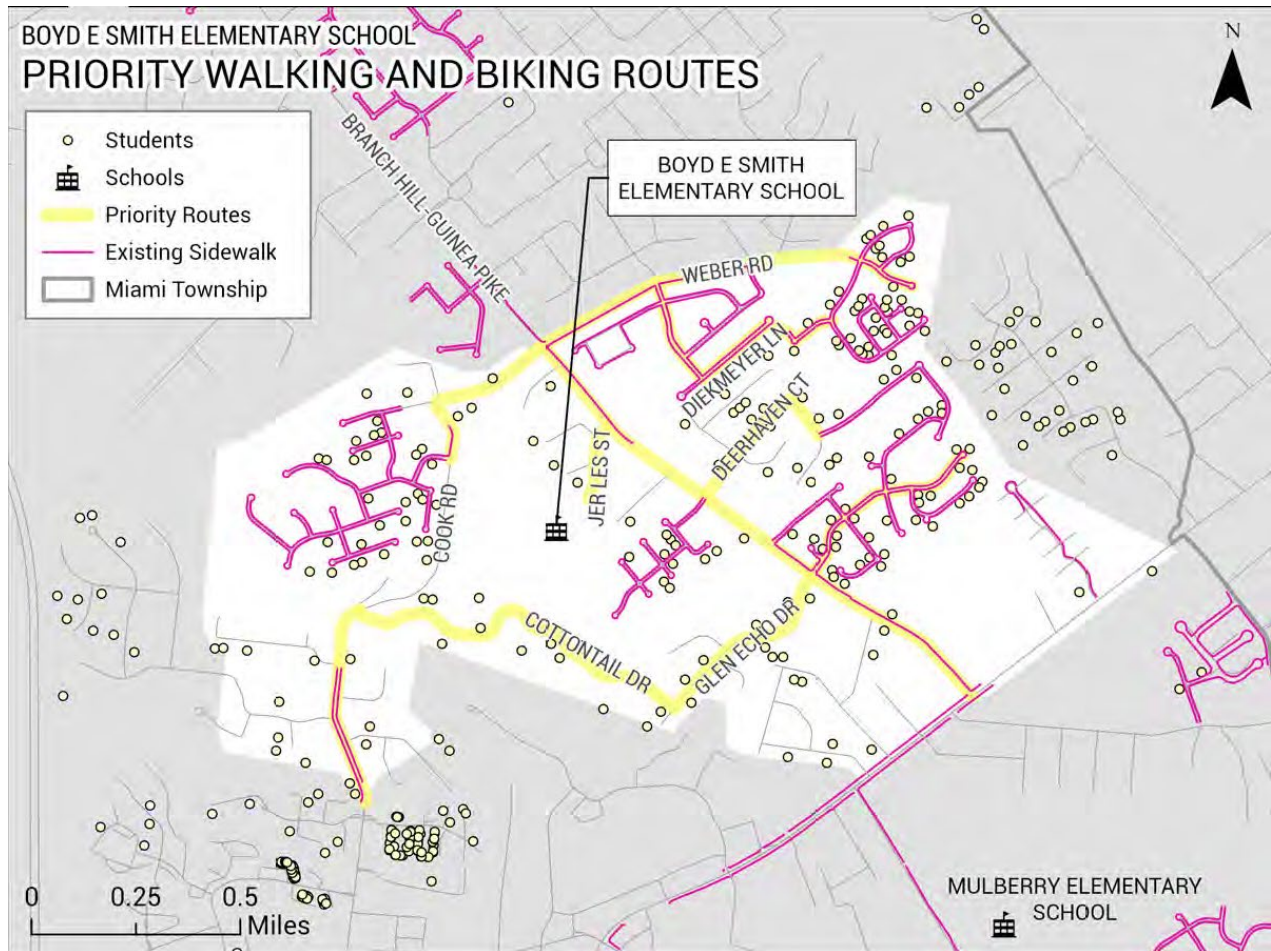 BOYD E SMITH ELEMENTARY SCHOOL
PRIORITY WALKING AND BIKING ROUTES
N
Students
Schools
Priority Routes
Existing Sidewalk
Miami Township
BRANCH HILL-GUINEA PIKE
BOYD E SMITH
ELEMENTARY SCHOOL
WEBER RD
DIEKMEYER LN
DEERHAVEN CT
JER LES ST
COOK RD
COTTONTAIL DR
GLEN ECHO DR
0 0.25 0.5
Miles
MULBERRY ELEMENTARY
SCHOOL